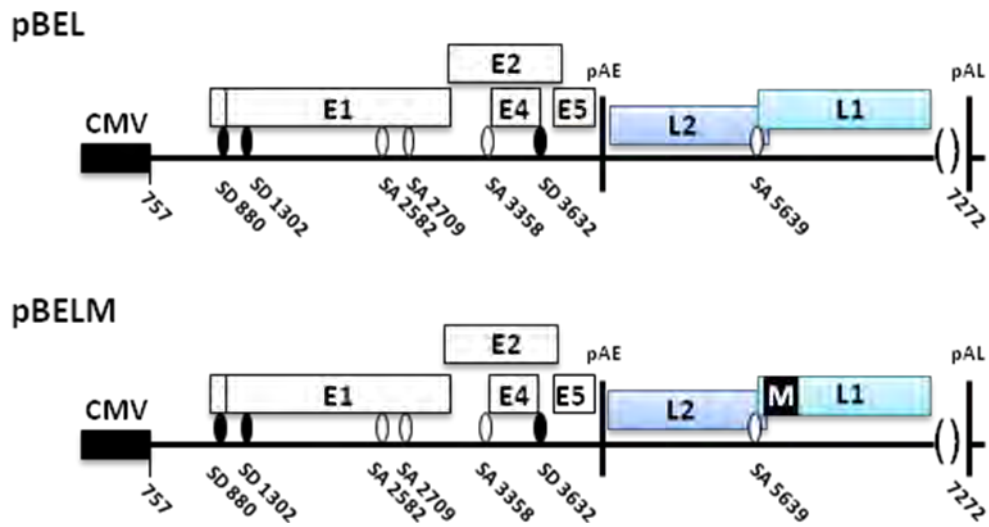 pBEL
E2
pAE
pAL
CMV
E1
E4
E5
L2
L1
()
757
SD 880
SD 1302
SA 2582
SA 2709
SA 3358
SD 3632
SA 5639
7272
pBELM
E2
pAE
pAL
CMV
E1
E4
E5
L2
M
L1
()
757
SD 880
SD 1302
SA 2582
SA 2709
SA 3358
SD 3632
SA 5639
7272